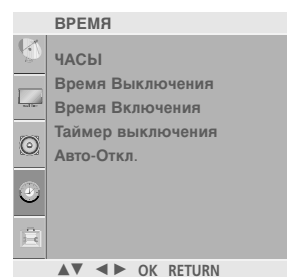 ВРЕМЯ
ЧАСЫ
Время Выключения
Время Включения
Таймер выключения
Авто-Откл.
▲▼ ◄► OK RETURN